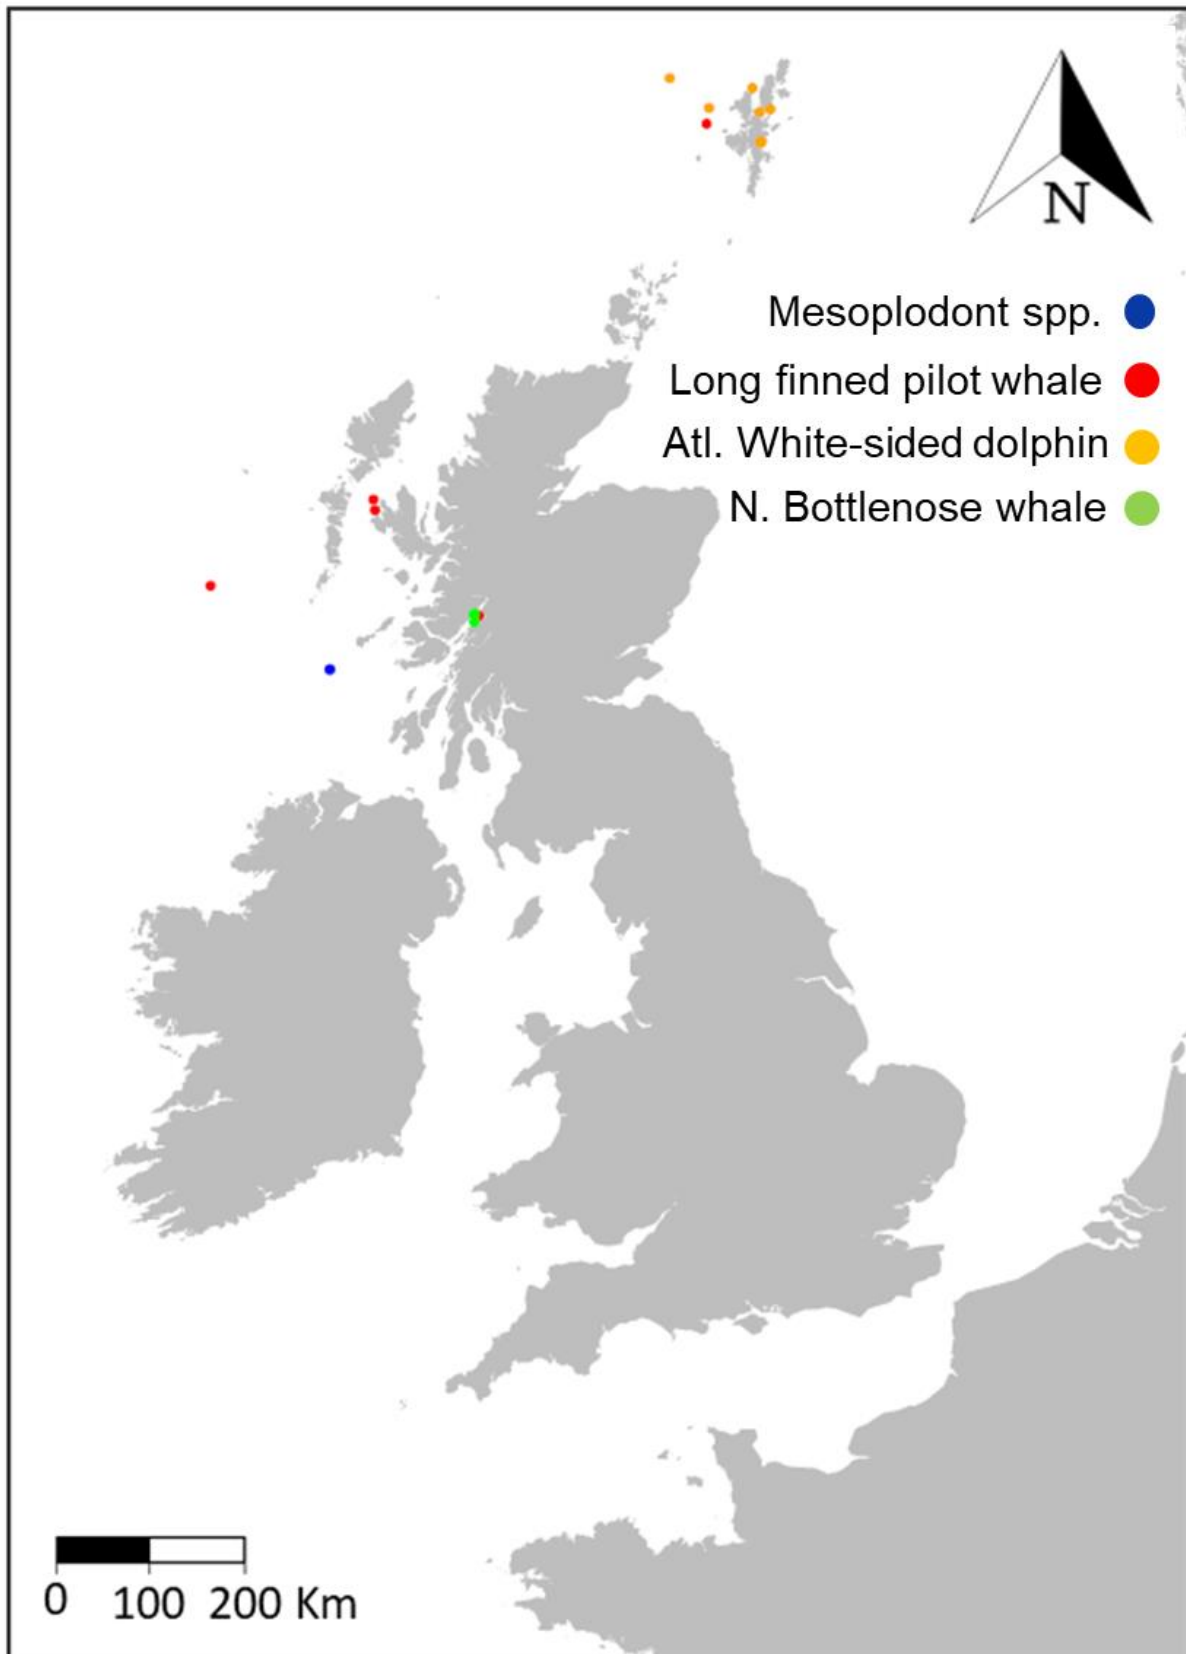 N
Mesoplodont spp.
Long finned pilot whale
Atl. White-sided dolphin
N. Bottlenose whale
0 100 200 Km